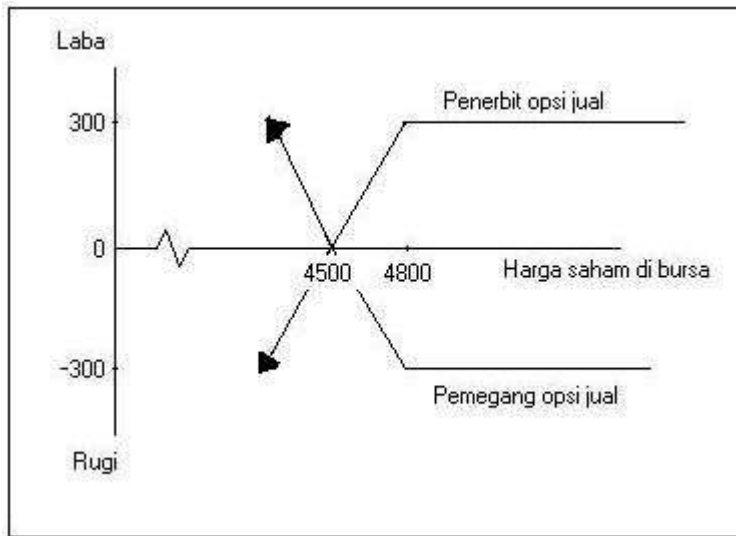 Laba
Penerbit opsi jual
300
0
4500 4800 Harga saham di bursa
-300
Pemegang opsi jual
Rugi